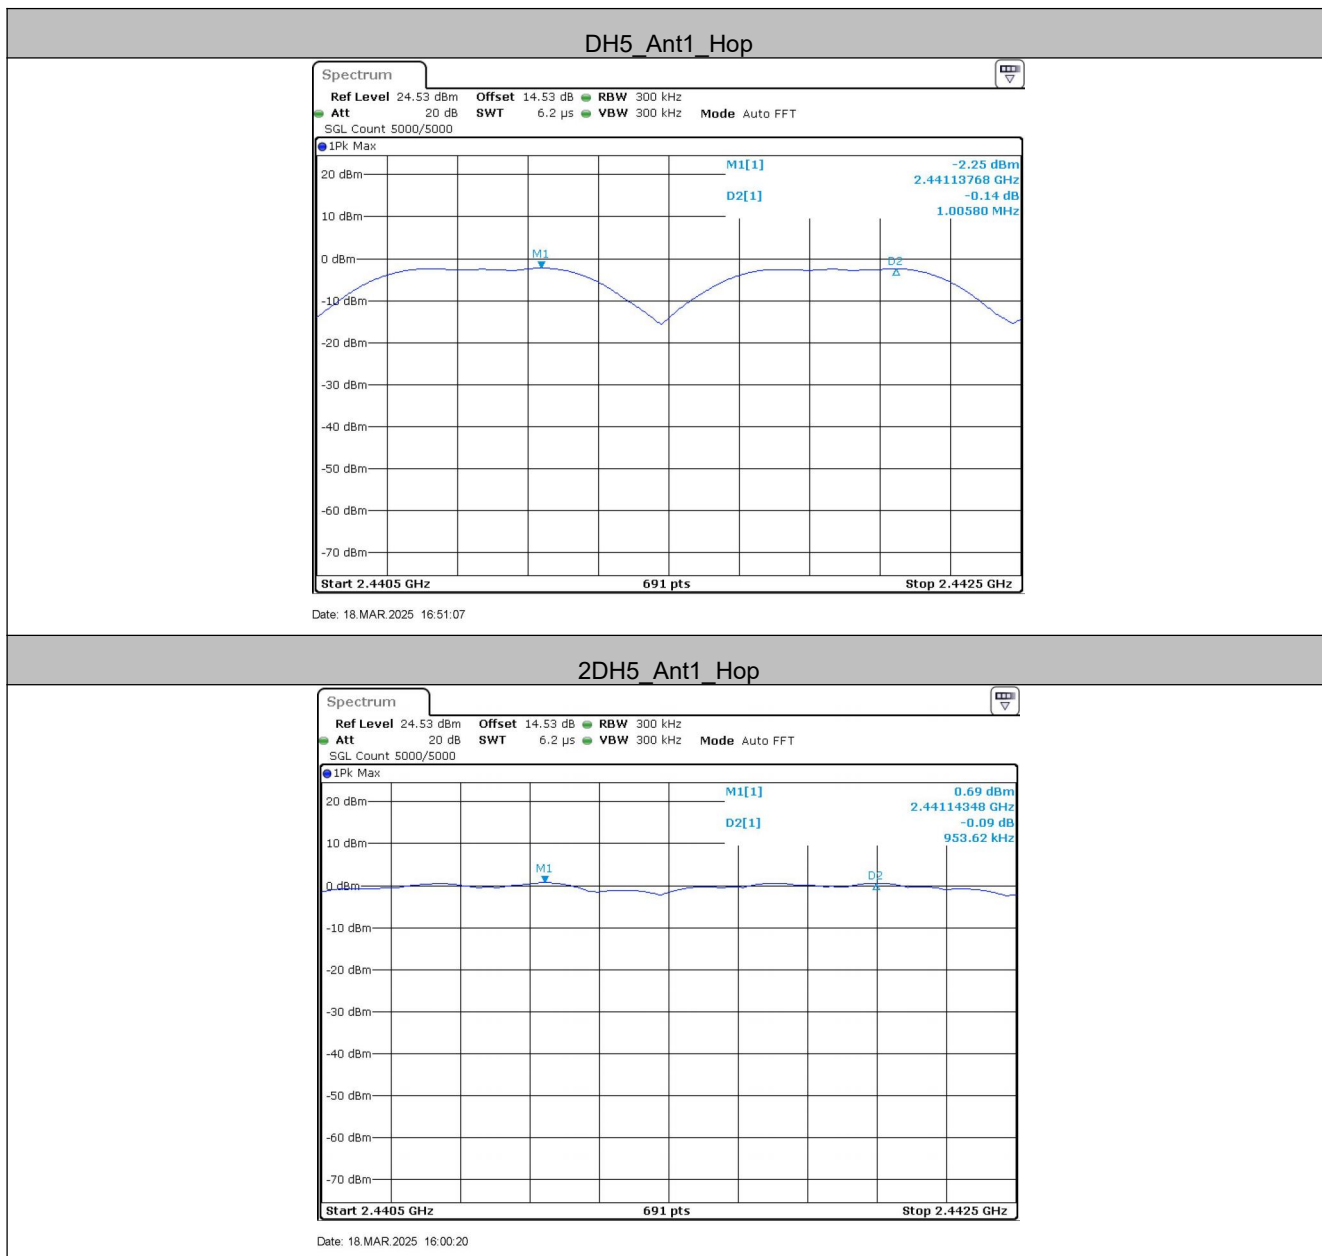 DH5_Ant1_Hop
Spectrum
Ref Level 24.53 dBm Offset 14.53 dB RBW 300 kHz
Att 20 dB SWT 6.2 µs VBW 300 kHz Mode Auto FFT
SGL Count 5000/5000
1Pk Max
M1[1] -2.25 dBm
2.44113768 GHz
D2[1] -0.14 dB
1.00580 MHz
20 dBm
10 dBm
M1
D2
0 dBm
-10 dBm
-20 dBm
-30 dBm
-40 dBm
-50 dBm
-60 dBm
-70 dBm
Start 2.4405 GHz 691 pts Stop 2.4425 GHz
Date: 18.MAR.2025 16:51:07
2DH5_Ant1_Hop
Spectrum
Ref Level 24.53 dBm Offset 14.53 dB RBW 300 kHz
Att 20 dB SWT 6.2 µs VBW 300 kHz Mode Auto FFT
SGL Count 5000/5000
1Pk Max
M1[1] 0.69 dBm
2.44114348 GHz
D2[1] -0.09 dB
953.62 kHz
20 dBm
10 dBm
M1
D2
0 dBm
-10 dBm
-20 dBm
-30 dBm
-40 dBm
-50 dBm
-60 dBm
-70 dBm
Start 2.4405 GHz 691 pts Stop 2.4425 GHz
Date: 18.MAR.2025 16:00:20